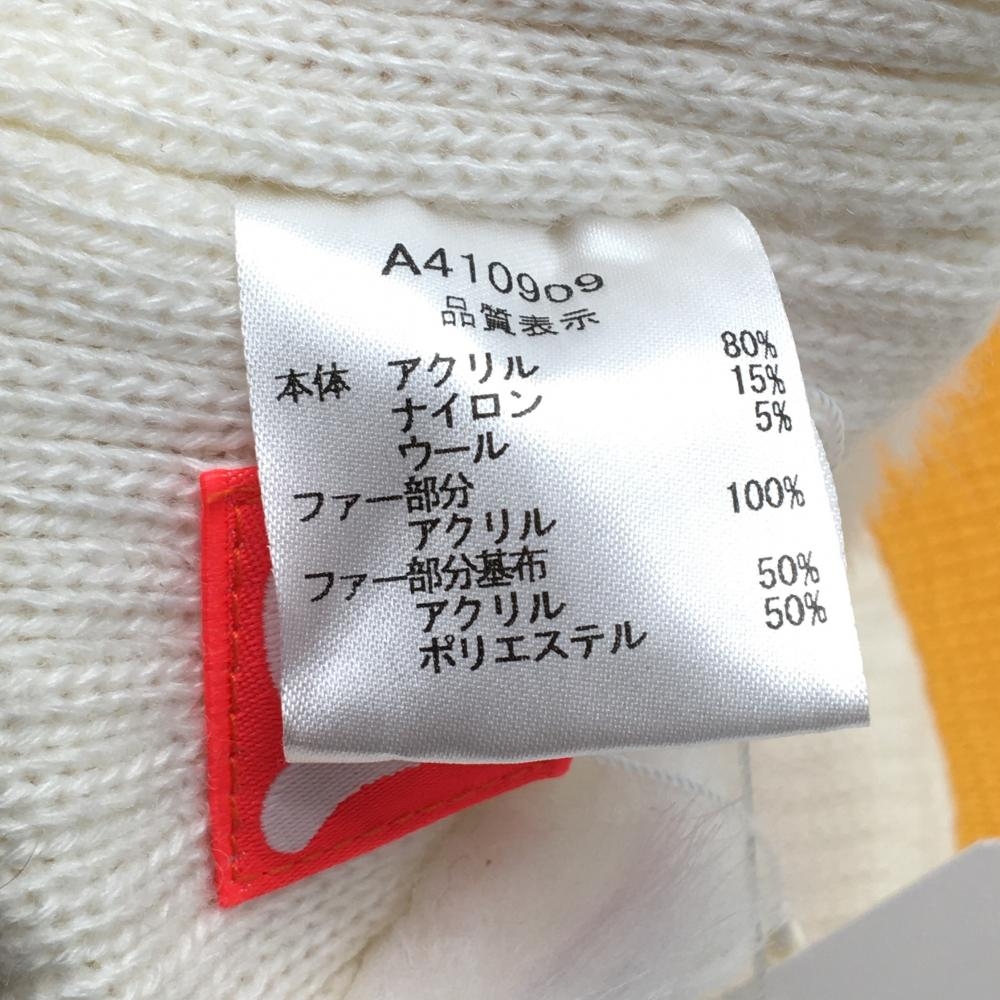 A410909
品質表示
本体 アクリル 80%
ナイロン 15%
ウール 5%
ファー部分
アクリル 100%
ファー部分基布
アクリル 50%
ポリエステル 50%